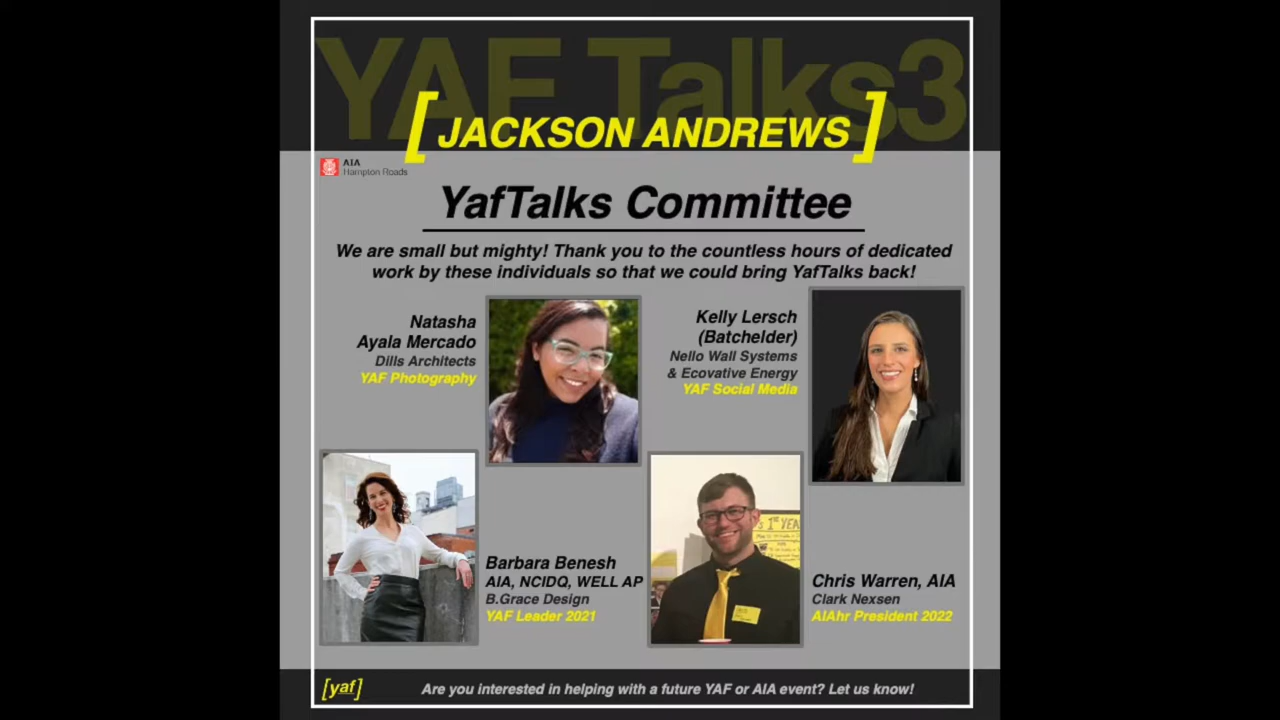 YAF Talks3
[JACKSON ANDREWS]
AIA
Hampton Roads
YafTalks Committee
We are small but mighty! Thank you to the countless hours of dedicated
work by these individuals so that we could bring YafTalks back!
Natasha
Ayala Mercado
Dills Architects
YAF Photography
Kelly Lersch
(Batchelder)
Nello Wall Systems
& Ecovative Energy
YAF Social Media
Barbara Benesh
AIA, NCIDQ, WELL AP
B.Grace Design
YAF Leader 2021
Chris Warren, AIA
Clark Nexsen
AIAhr President 2022
[yaf]
Are you interested in helping with a future YAF or AIA event? Let us know!